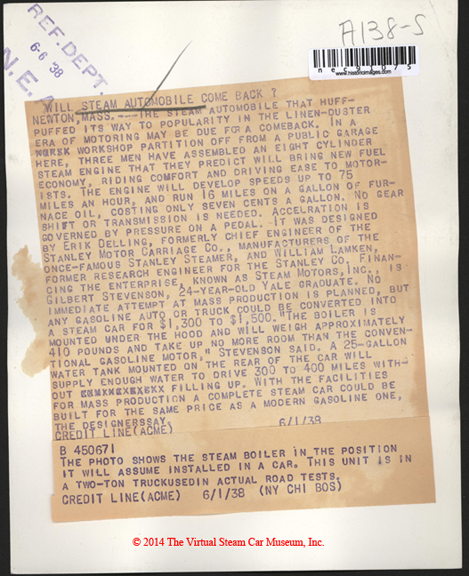 REF. DEPT.
6-6 '38
N.E.A.
A138-S
nec91075
www.historicimages.com
WILL STEAM AUTOMOBILE COME BACK ?
NEWTON, MASS. ---THE STEAM AUTOMOBILE THAT HUFF-
PUFFED ITS WAY TO POPULARITY IN THE LINEN-DUSTER
ERA OF MOTORING MAY BE DUE FOR A COMEBACK. IN A
WORKSHOP PARTITION OFF FROM A PUBLIC GARAGE
HERE, THREE MEN HAVE ASSEMBLED AN EIGHT CYLINDER
STEAM ENGINE THAT THEY PREDICT WILL BRING NEW FUEL
ECONOMY, RIDING COMFORT AND DRIVING EASE TO MOTOR-
ISTS. THE ENGINE WILL DEVELOP SPEEDS UP TO 75
MILES AN HOUR, AND RUN 16 MILES ON A GALLON OF FUR-
NACE OIL, COSTING ONLY SEVEN CENTS A GALLON. NO GEAR
SHIFT OR TRANSMISSION IS NEEDED. ACCELRATION IS
GOVERNED BY PRESSURE ON A PEDAL. IT WAS DESIGNED
BY ERIK DELLING, FORMERLY CHIEF ENGINEER OF THE
STANLEY MOTOR CARRIAGE CO., MANUFACTURERS OF THE
ONCE-FAMOUS STANLEY STEAMER, AND WILLIAM LAMKEN,
FORMER RESEARCH ENGINEER FOR THE STANLEY CO. FINAN-
CING THE ENTERPRISE, KNOWN AS STEAM MOTORS, INC., IS
GILBERT STEVENSON, 24-YEAR-OLD YALE GRADUATE. NO
IMMEDIATE ATTEMPT AT MASS PRODUCTION IS PLANNED, BUT
ANY GASOLINE AUTO OR TRUCK COULD BE CONVERTED INTO
A STEAM CAR FOR $1,300 TO $1,500. "THE BOILER IS
MOUNTED UNDER THE HOOD AND WILL WEIGH APPROXIMATELY
410 POUNDS AND TAKE UP NO MORE ROOM THAN THE CONVEN-
TIONAL GASOLINE MOTOR," STEVENSON SAID. A 25-GALLON
WATER TANK MOUNTED ON THE REAR OF THE CAR WILL
SUPPLY ENOUGH WATER TO DRIVE 300 TO 400 MILES WITH-
OUT FILLING UP. WITH THE FACILITIES
FOR MASS PRODUCTION A COMPLETE STEAM CAR COULD BE
BUILT FOR THE SAME PRICE AS A MODERN GASOLINE ONE,
THE DESIGNERSSAY.
CREDIT LINE(ACME) 6/1/38
B 450671
THE PHOTO SHOWS THE STEAM BOILER IN THE POSITION
IT WILL ASSUME INSTALLED IN A CAR. THIS UNIT IS IN
A TWO-TON TRUCKUSEDIN ACTUAL ROAD TESTS.
CREDIT LINE(ACME) 6/1/38 (NY CHI BOS)
© 2014 The Virtual Steam Car Museum, Inc.